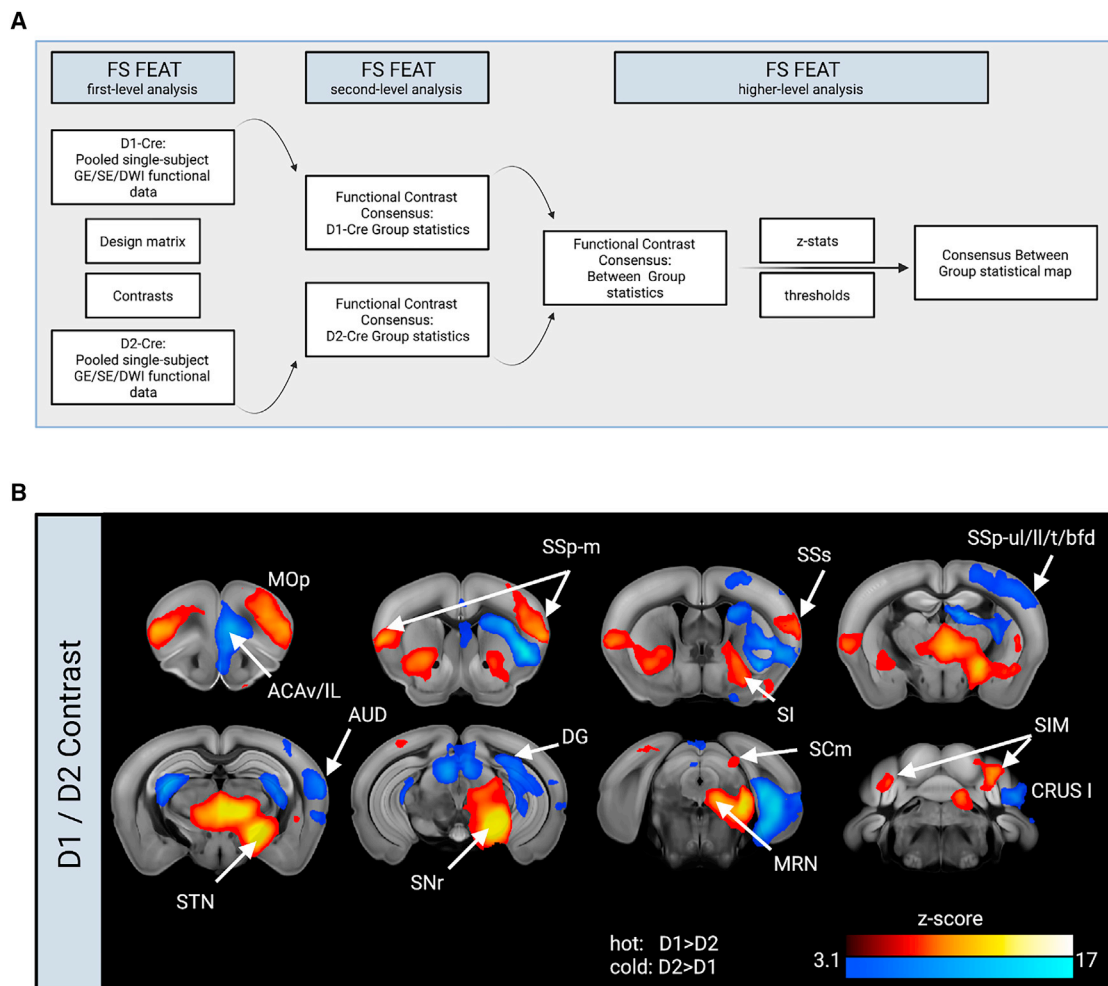 A
FS FEAT
first-level analysis
FS FEAT
second-level analysis
FS FEAT
higher-level analysis
D1-Cre:
Pooled single-subject
GE/SE/DWI functional
data
Design matrix
Contrasts
D2-Cre:
Pooled single-subject
GE/SE/DWI functional
data
Functional Contrast
Consensus:
D1-Cre Group statistics
Functional Contrast
Consensus:
D2-Cre Group statistics
Functional Contrast
Consensus:
Between Group
statistics
z-stats
thresholds
Consensus Between
Group statistical map
B
D1 / D2 Contrast
MOp
ACAv/IL
SSp-m
SSs
SI
SSp-ul/ll/t/bfd
AUD
STN
DG
SNr
SCm
MRN
SIM
CRUS I
hot: D1>D2
cold: D2>D1
z-score
3.1
17